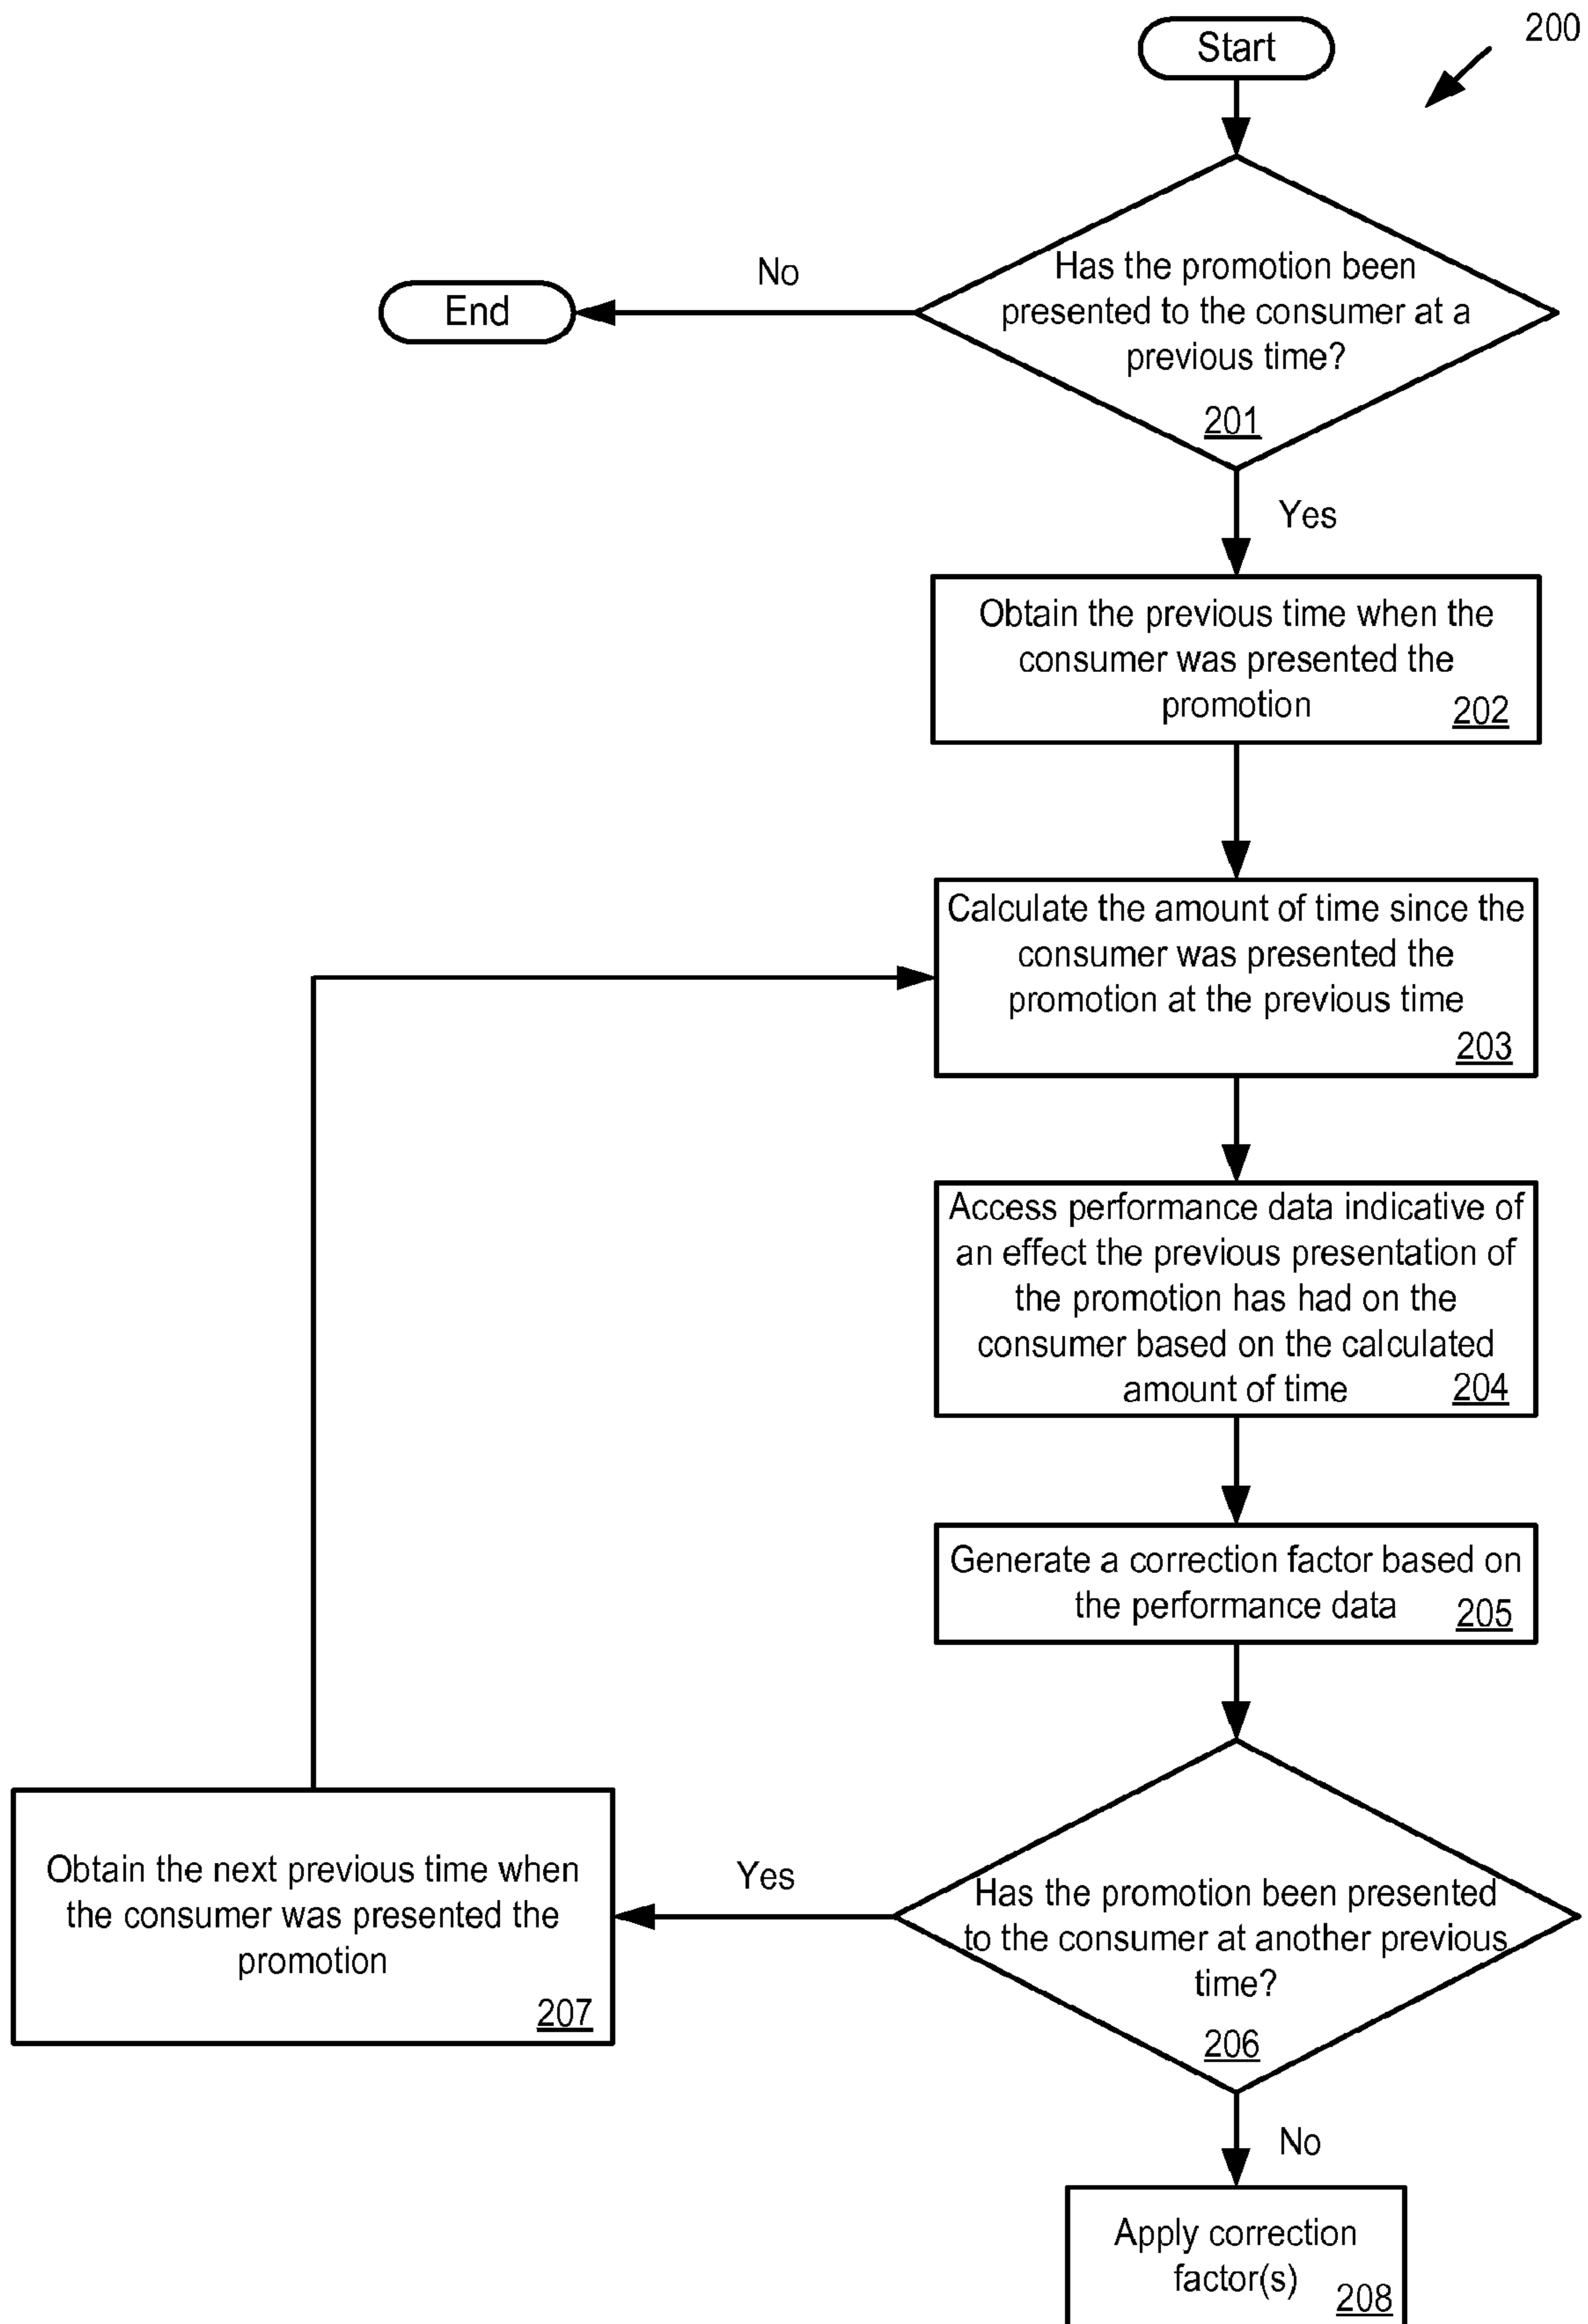 200
Start
Has the promotion been
presented to the consumer at a
previous time?
201
No
End
Yes
Obtain the previous time when the
consumer was presented the
promotion
202
Calculate the amount of time since the
consumer was presented the
promotion at the previous time
203
Access performance data indicative of
an effect the previous presentation of
the promotion has had on the
consumer based on the calculated
amount of time
204
Generate a correction factor based on
the performance data
205
Has the promotion been presented
to the consumer at another previous
time?
206
Yes
Obtain the next previous time when
the consumer was presented the
promotion
207
No
Apply correction
factor(s)
208